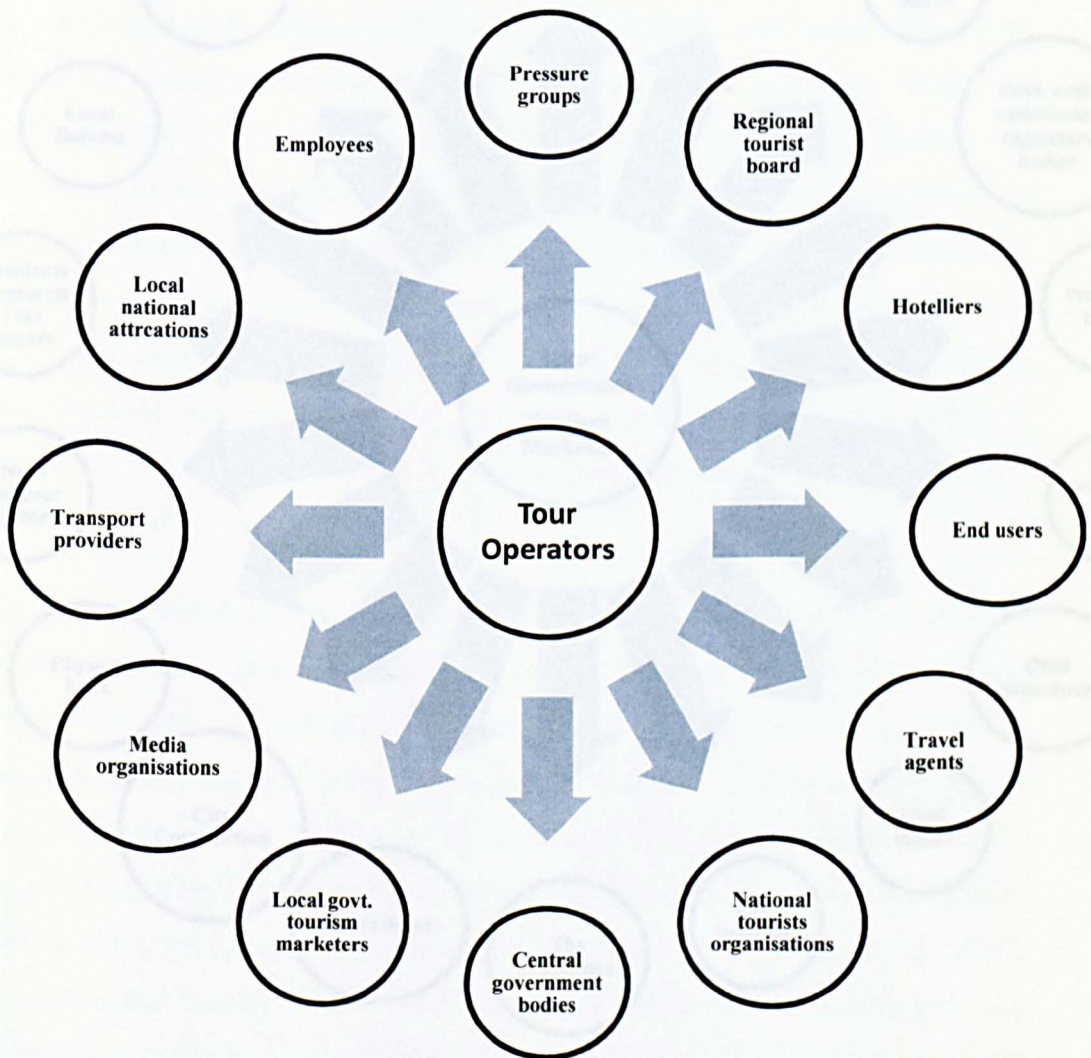 Pressure
groups
Regional
tourist
board
Hotelliers
End users
Travel
agents
National
tourists
organisations
Central
government
bodies
Local govt.
tourism
marketers
Media
organisations
Transport
providers
Local
national
attrcations
Employees
Tour
Operators